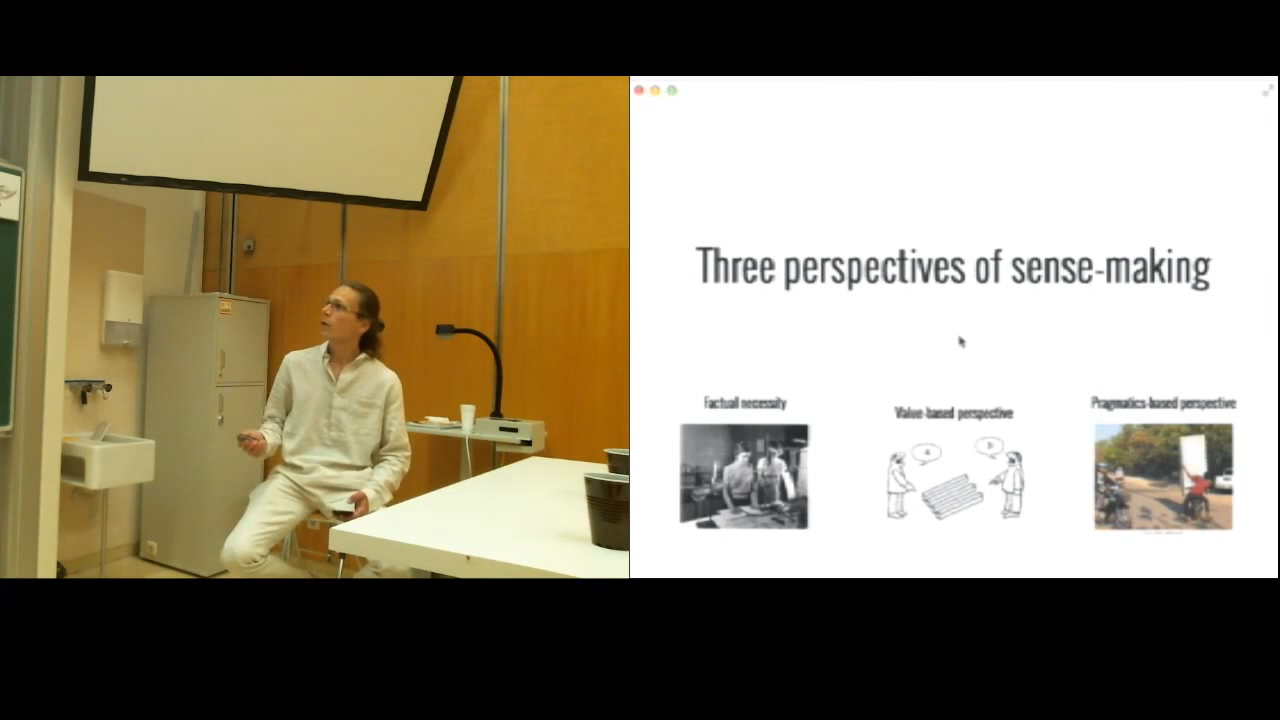 Three perspectives of sense-making
Factual necessity
Value-based perspective
Pragmatics-based perspective